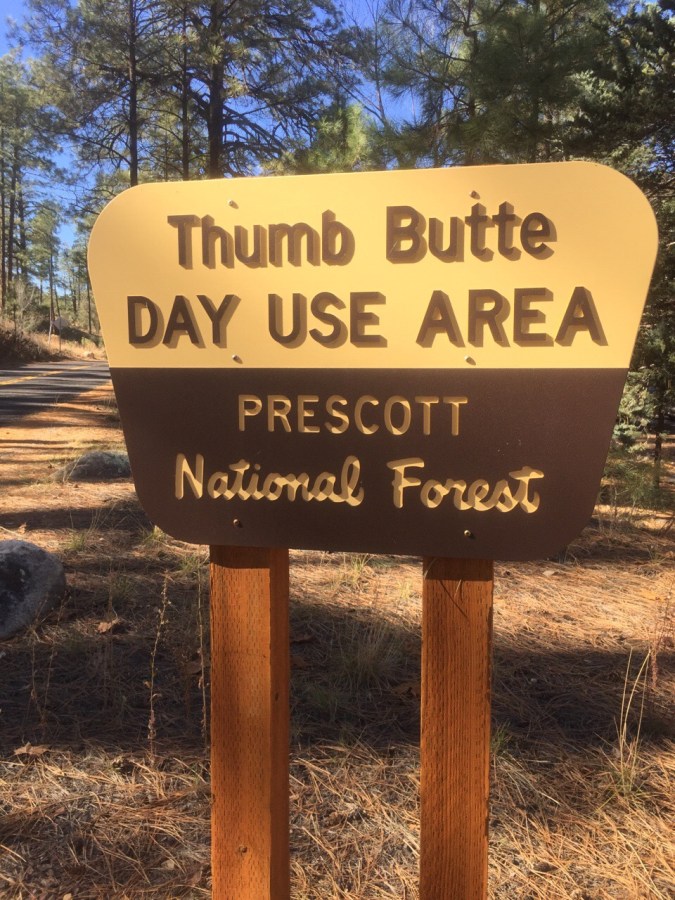 Thumb Butte
DAY USE AREA
PRESCOTT
National Forest